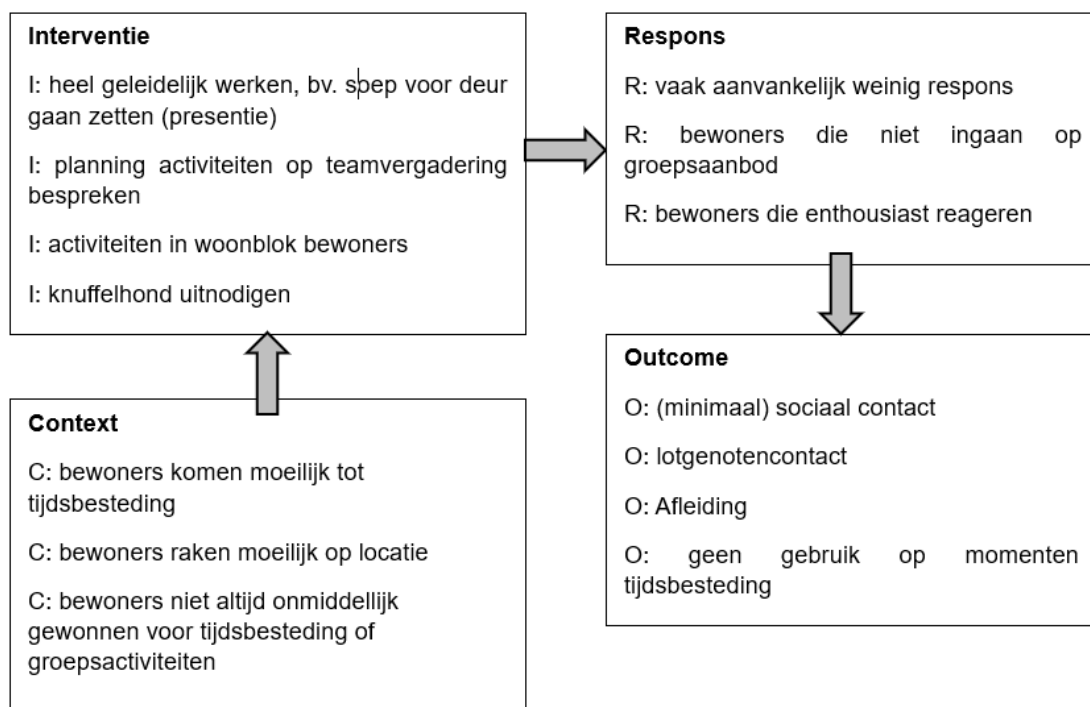 Interventie
I: heel geleidelijk werken, bv. soep voor deur
gaan zetten (presentie)
I: planning activiteiten op teamvergadering
bespreken
I: activiteiten in woonblok bewoners
I: knuffelhond uitnodigen
Respons
R: vaak aanvankelijk weinig respons
R: bewoners die niet ingaan op
groepsaanbod
R: bewoners die enthousiast reageren
Context
C: bewoners komen moeilijk tot
tijdsbesteding
C: bewoners raken moeilijk op locatie
C: bewoners niet altijd onmiddellijk
gewonnen voor tijdsbesteding of
groepsactiviteiten
Outcome
O: (minimaal) sociaal contact
O: lotgenotencontact
O: Afleiding
O: geen gebruik op momenten
tijdsbesteding